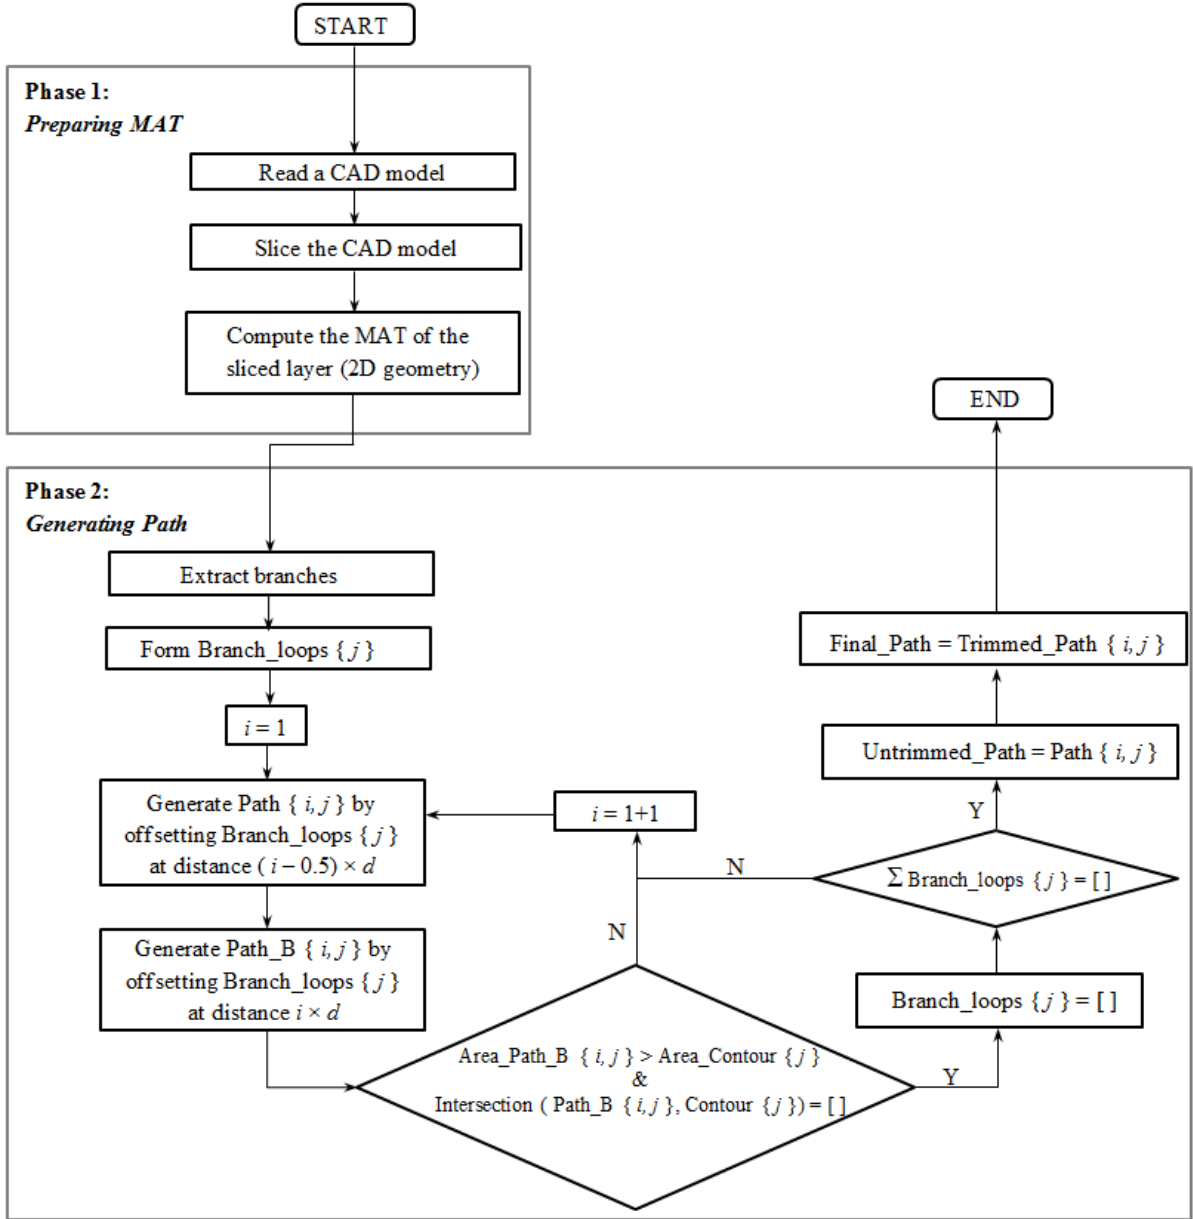 START
Phase 1:
Preparing MAT
Read a CAD model
Slice the CAD model
Compute the MAT of the
sliced layer (2D geometry)
END
Phase 2:
Generating Path
Extract branches
Form Branch_loops { j }
i = 1
Generate Path { i, j } by
offsetting Branch_loops { j }
at distance ( i – 0.5) × d
Generate Path_B { i, j } by
offsetting Branch_loops { j }
at distance i × d
Area_Path_B { i, j } > Area_Contour { j }
&
Intersection ( Path_B { i, j }, Contour { j }) = [ ]
N
i = 1+1
Y
Branch_loops { j } = [ ]
∑ Branch_loops { j } = [ ]
N
Y
Untrimmed_Path = Path { i, j }
Final_Path = Trimmed_Path { i, j }